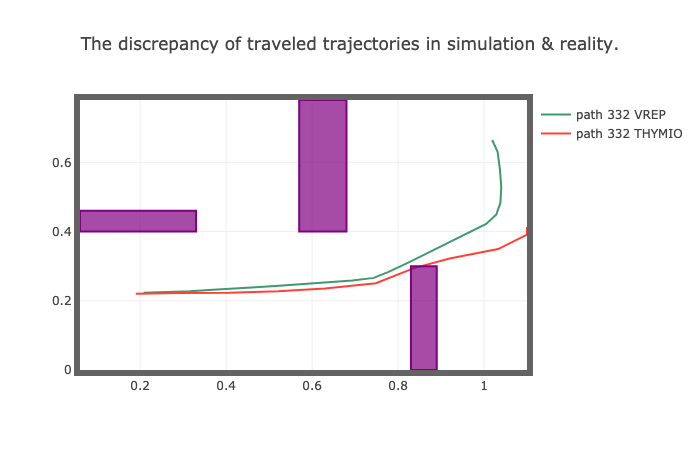 The discrepancy of traveled trajectories in simulation & reality.
path 332 VREP
path 332 THYMIO
0.6
0.4
0.2
0
0.2 0.4 0.6 0.8 1